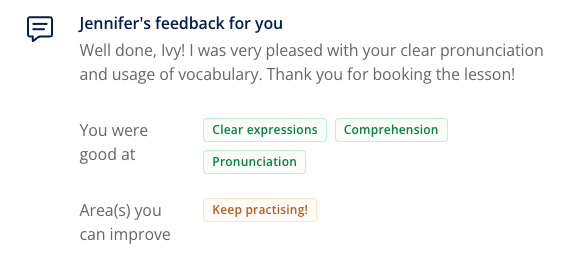 Jennifer's feedback for you
Well done, Ivy! I was very pleased with your clear pronunciation
and usage of vocabulary. Thank you for booking the lesson!
You were
good at
Clear expressions
Comprehension
Pronunciation
Area(s) you
can improve
Keep practising!